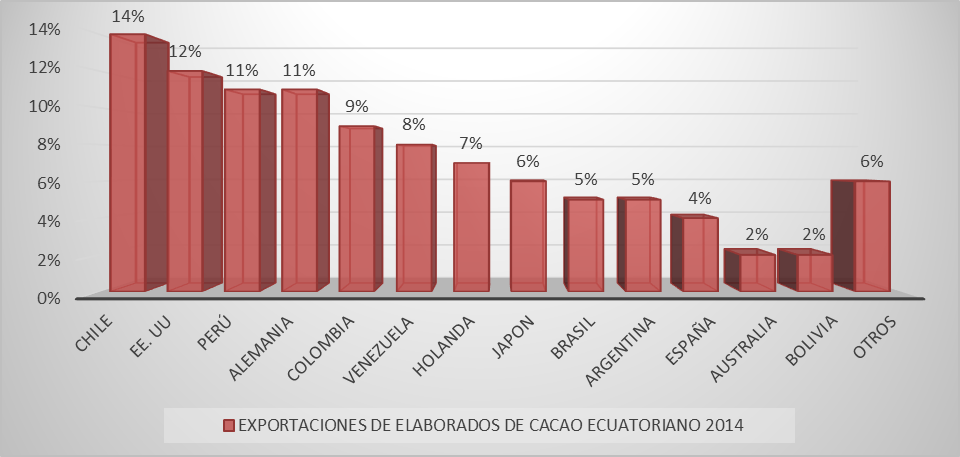 14%
12%
10%
8%
6%
4%
2%
0%
14%
12%
11%
11%
9%
8%
7%
6%
5%
5%
4%
2%
2%
6%
CHILE
EE. UU
PERÚ
ALEMANIA
COLOMBIA
VENEZUELA
HOLANDA
JAPON
BRASIL
ARGENTINA
ESPAÑA
AUSTRALIA
BOLIVIA
OTROS
EXPORTACIONES DE ELABORADOS DE CACAO ECUATORIANO 2014